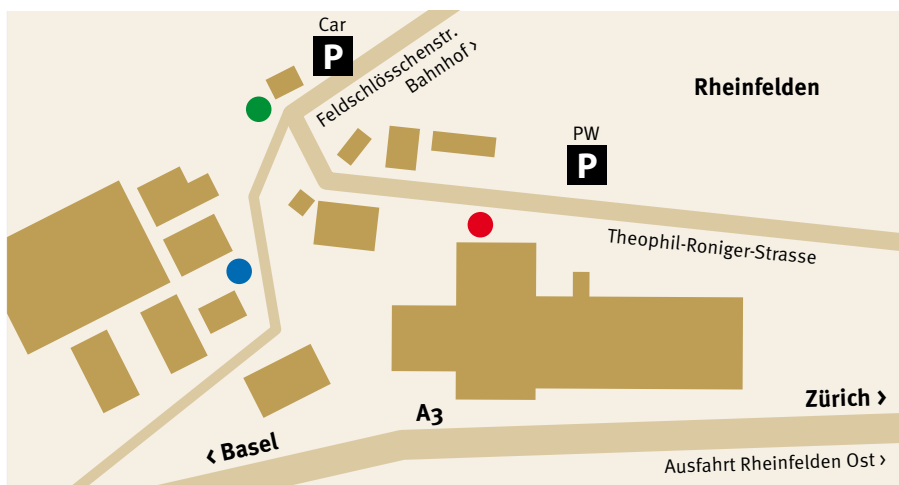 Car
P
Feldschlösschenstr.
Bahnhof ›
Rheinfelden
PW
P
Theophil-Roniger-Strasse
Zürich ›
A3
‹ Basel
Ausfahrt Rheinfelden Ost ›